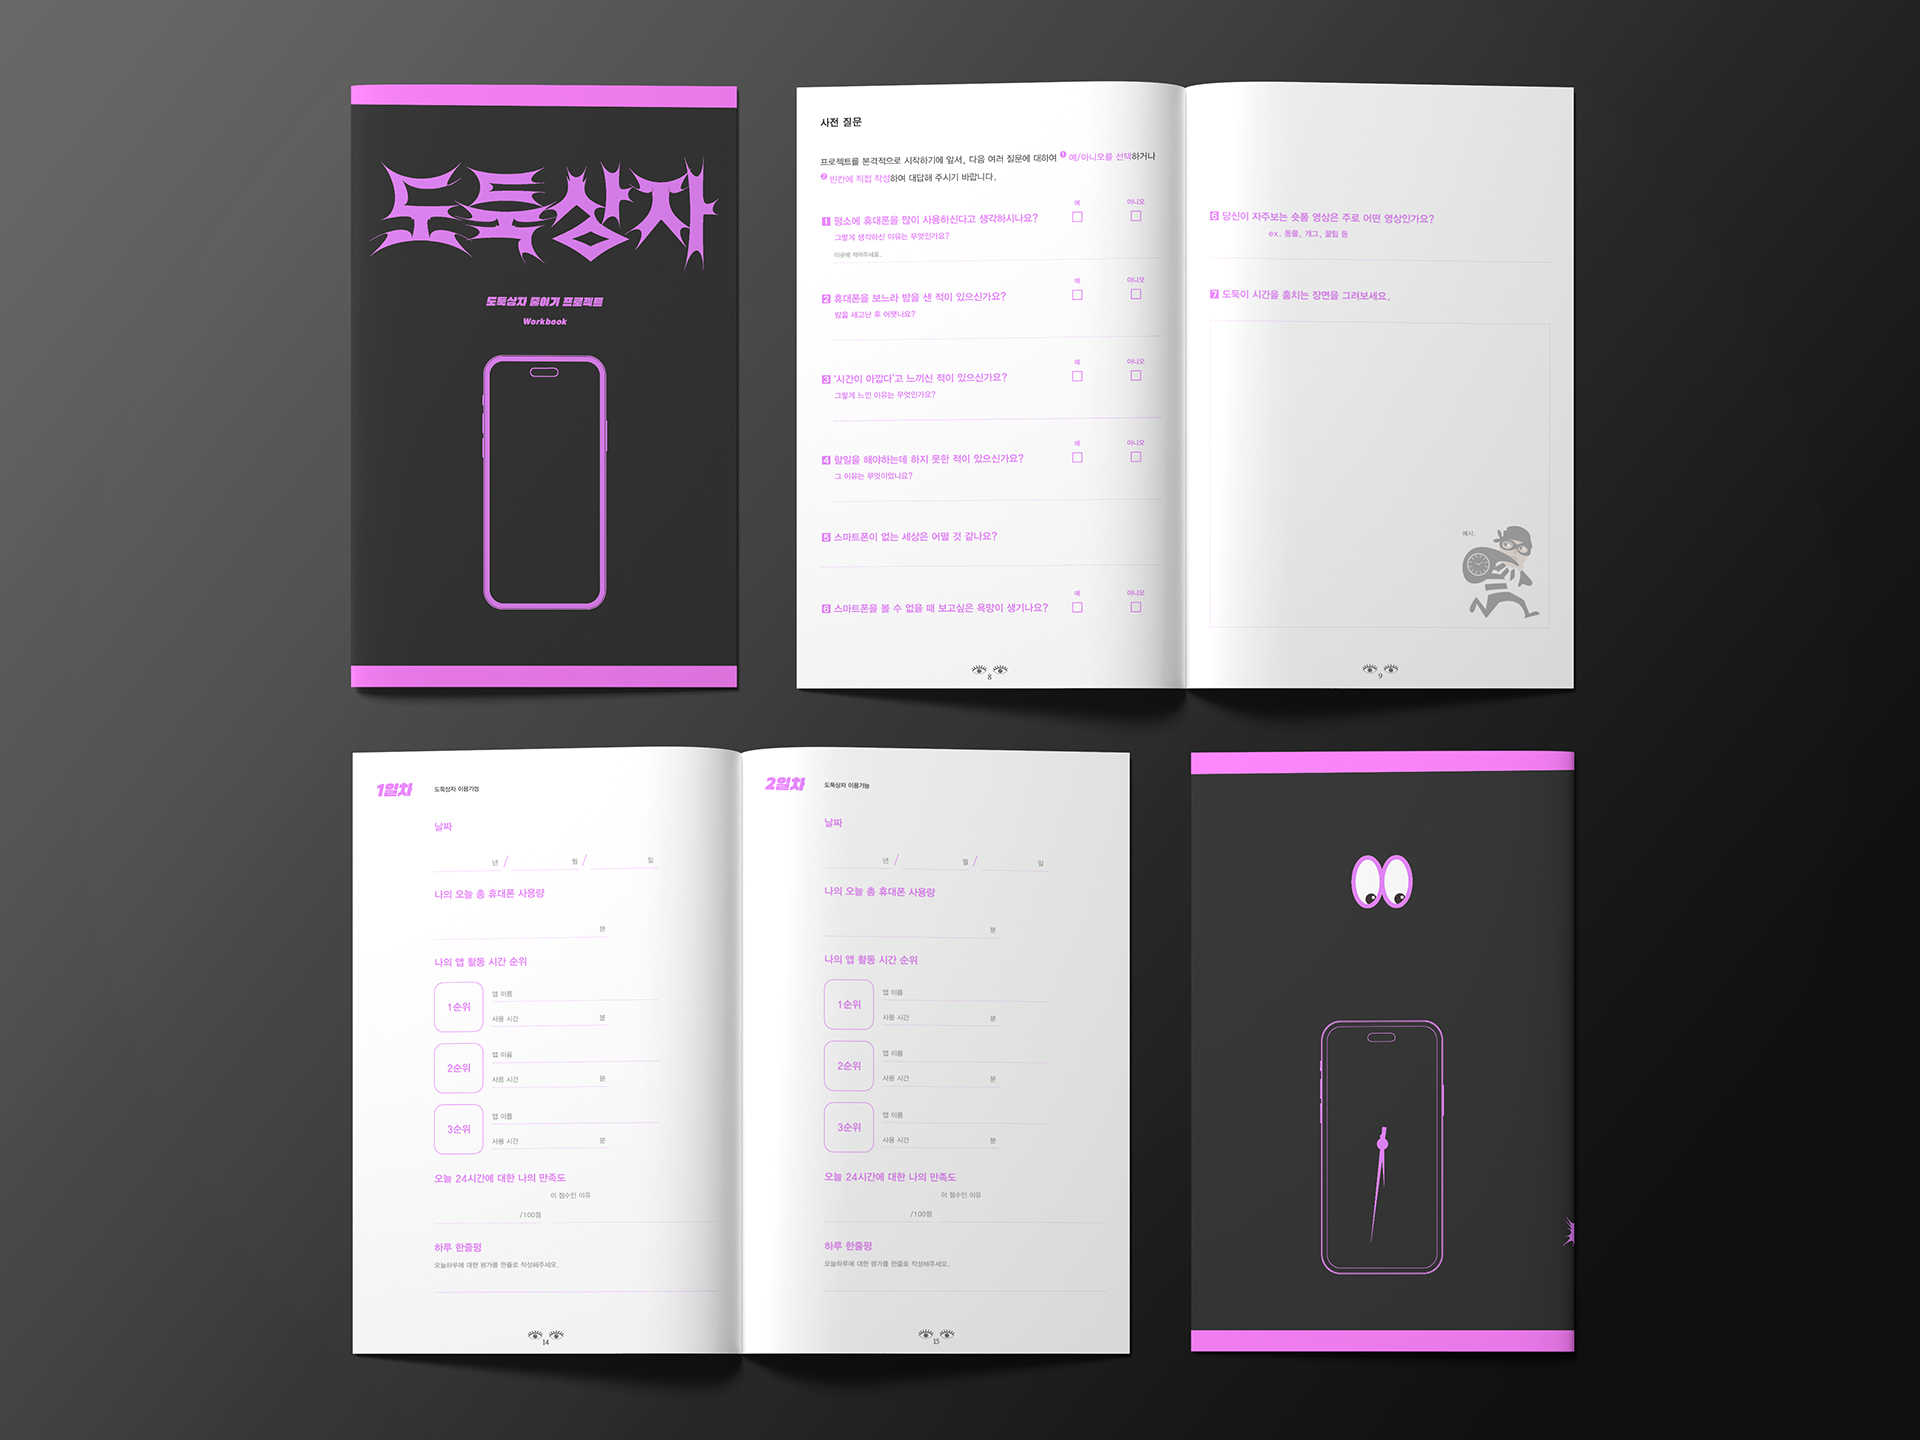 도둑상자
도둑상자 줄이기 프로젝트
Workbook
사전 질문
프로젝트를 본격적으로 시작하기에 앞서, 다음 여러 질문에 대하여 ❶ 예/아니오를 선택하거나
❷ 빈칸에 직접 작성하여 대답해 주시기 바랍니다.
예 아니오
1 평소에 휴대폰을 많이 사용하신다고 생각하시나요?
그렇게 생각하신 이유는 무엇인가요?
이곳에 적어주세요.
예 아니오
2 휴대폰을 보느라 밤을 샌 적이 있으신가요?
밤을 새고난 후 어땠나요?
예 아니오
3 '시간이 아깝다'고 느끼신 적이 있으신가요?
그렇게 느낀 이유는 무엇인가요?
예 아니오
4 할일을 해야하는데 하지 못한 적이 있으신가요?
그 이유는 무엇이었나요?
5 스마트폰이 없는 세상은 어떨 것 같나요?
예 아니오
6 스마트폰을 볼 수 없을 때 보고싶은 욕망이 생기나요?
8
6 당신이 자주보는 숏폼 영상은 주로 어떤 영상인가요?
ex. 동물, 개그, 꿀팁 등
7 도둑이 시간을 훔치는 장면을 그려보세요.
예시.
9
1일차 도둑상자 이용가능
날짜
년 / 월 / 일
나의 오늘 총 휴대폰 사용량
분
나의 앱 활동 시간 순위
1순위
앱 이름
사용 시간 분
2순위
앱 이름
사용 시간 분
3순위
앱 이름
사용 시간 분
오늘 24시간에 대한 나의 만족도
이 점수인 이유
/100점
하루 한줄평
오늘하루에 대한 평가를 한줄로 작성해주세요.
14
2일차 도둑상자 이용가능
날짜
년 / 월 / 일
나의 오늘 총 휴대폰 사용량
분
나의 앱 활동 시간 순위
1순위
앱 이름
사용 시간 분
2순위
앱 이름
사용 시간 분
3순위
앱 이름
사용 시간 분
오늘 24시간에 대한 나의 만족도
이 점수인 이유
/100점
하루 한줄평
오늘하루에 대한 평가를 한줄로 작성해주세요.
15